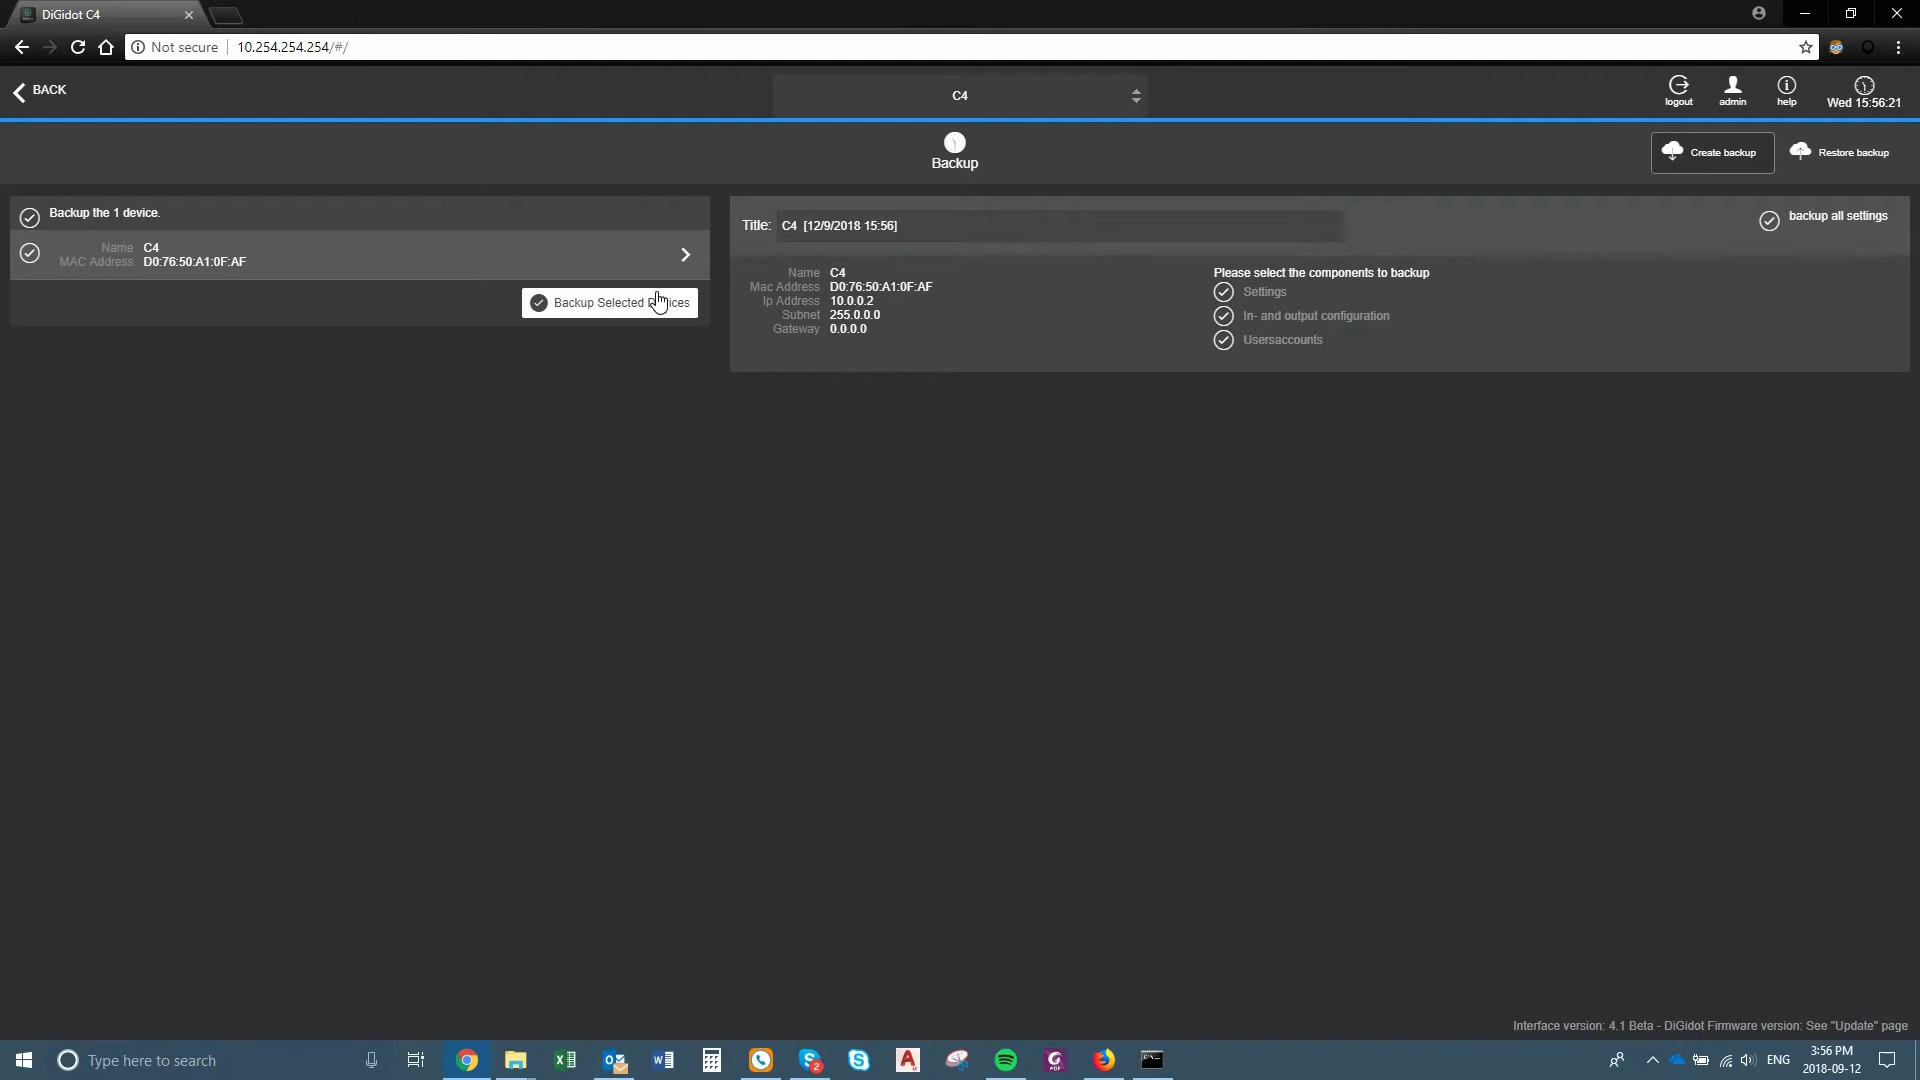 DiGidot C4
Not secure
10.254.254.254/#/
BACK
C4
logout
admin
help
Wed 15:56:21
Backup
Create backup
Restore backup
Backup the 1 device.
Name C4
MAC Address D0:76:50:A1:0F:AF
Backup Selected
ices
Title: C4 [12/9/2018 15:56]
backup all settings
Name C4
Mac Address D0:76:50:A1:0F:AF
Ip Address 10.0.0.2
Subnet 255.0.0.0
Gateway 0.0.0.0
Please select the components to backup
Settings
In- and output configuration
Usersaccounts
Interface version: 4.1 Beta - DiGidot Firmware version: See "Update" page
Type here to search
2
PDF
ENG
3:56 PM
2018-09-12